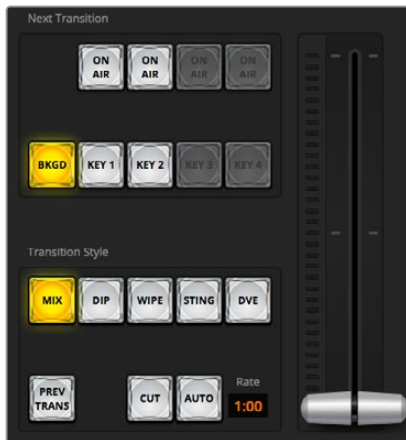 Next Transition
ON AIR ON AIR ON AIR ON AIR
BKGD KEY 1 KEY 2 KEY 3 KEY 4
Transition Style
MIX DIP WIPE STING DVE
Rate
PREV TRANS CUT AUTO 1:00